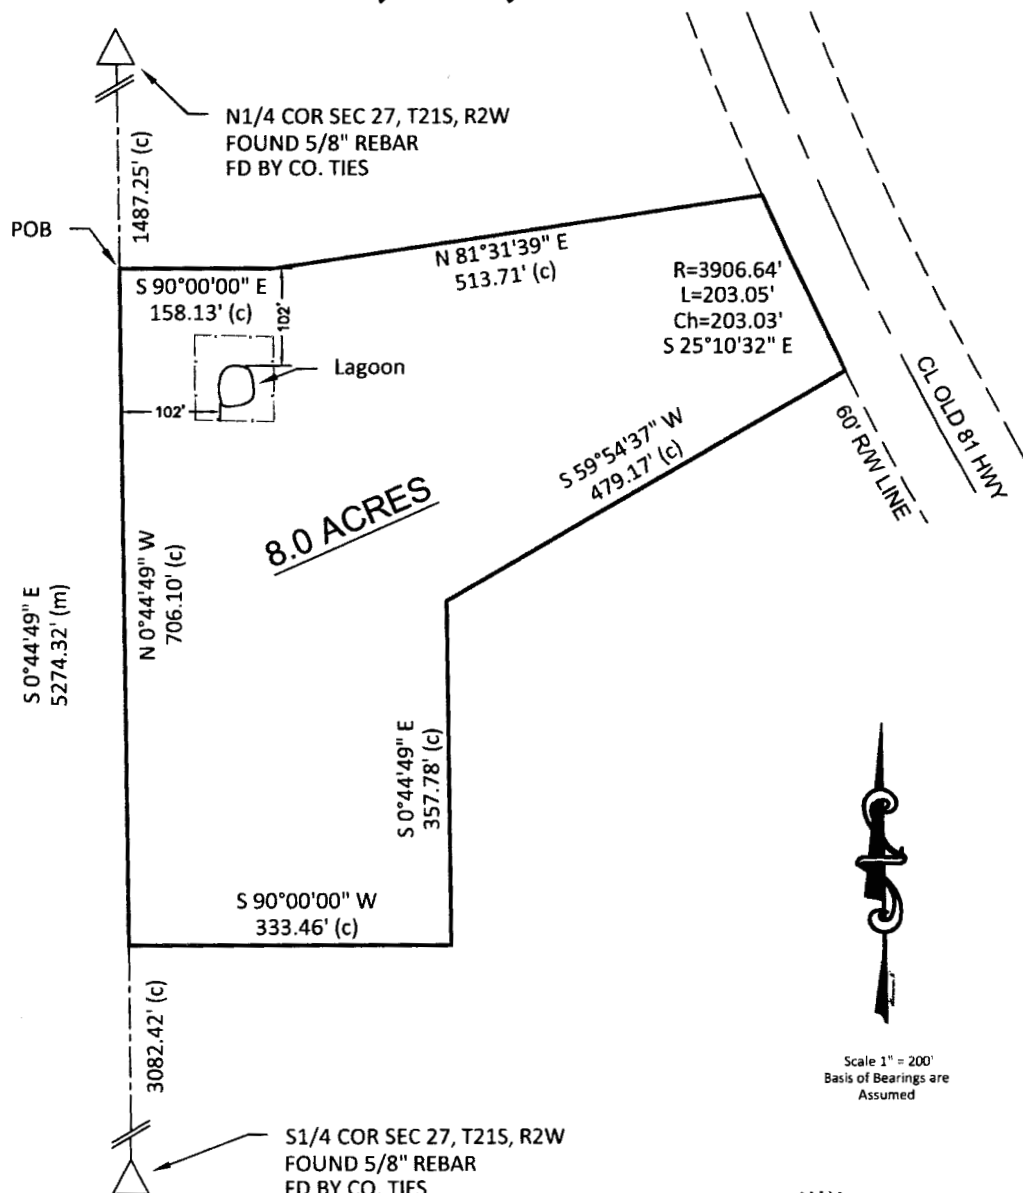 N1/4 COR SEC 27, T21S, R2W
FOUND 5/8" REBAR
FD BY CO. TIES
1487.25' (c)
POB
S 90°00'00" E
158.13' (c)
102'
N 81°31'39" E
513.71' (c)
R=3906.64'
L=203.05'
Ch=203.03'
S 25°10'32" E
Lagoon
102'
CL OLD 81 HWY
60' R/W LINE
S 59°54'37" W
479.17' (c)
8.0 ACRES
N 0°44'49" W
706.10' (c)
S 0°44'49" E
5274.32' (m)
S 0°44'49" E
357.78' (c)
S 90°00'00" W
333.46' (c)
3082.42' (c)
Scale 1" = 200'
Basis of Bearings are
Assumed
S1/4 COR SEC 27, T21S, R2W
FOUND 5/8" REBAR
FD BY CO. TIES